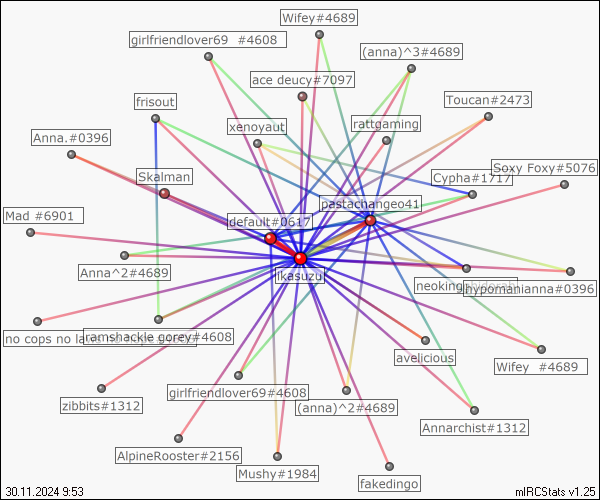 Wifey#4689
girlfriendlover69 #4608
(anna)^3#4689
ace deucy#7097
Toucan#2473
frisout
xenoyaut
rattgaming
Anna.#0396
Soxy Foxy#5076
Skalman
Cypha#1717
pastachangeo41
Mad #6901
default#0617
Anna^2#4689
ikasuzu
neoking
hypomanianna#0396
no cops no la
ramshackle gorey#4608
avelicious
Wifey #4689
girlfriendlover69#4608
zibbits#1312
(anna)^2#4689
Annarchist#1312
AlpineRooster#2156
Mushy#1984
fakedingo
30.11.2024 9:53
mIRCStats v1.25